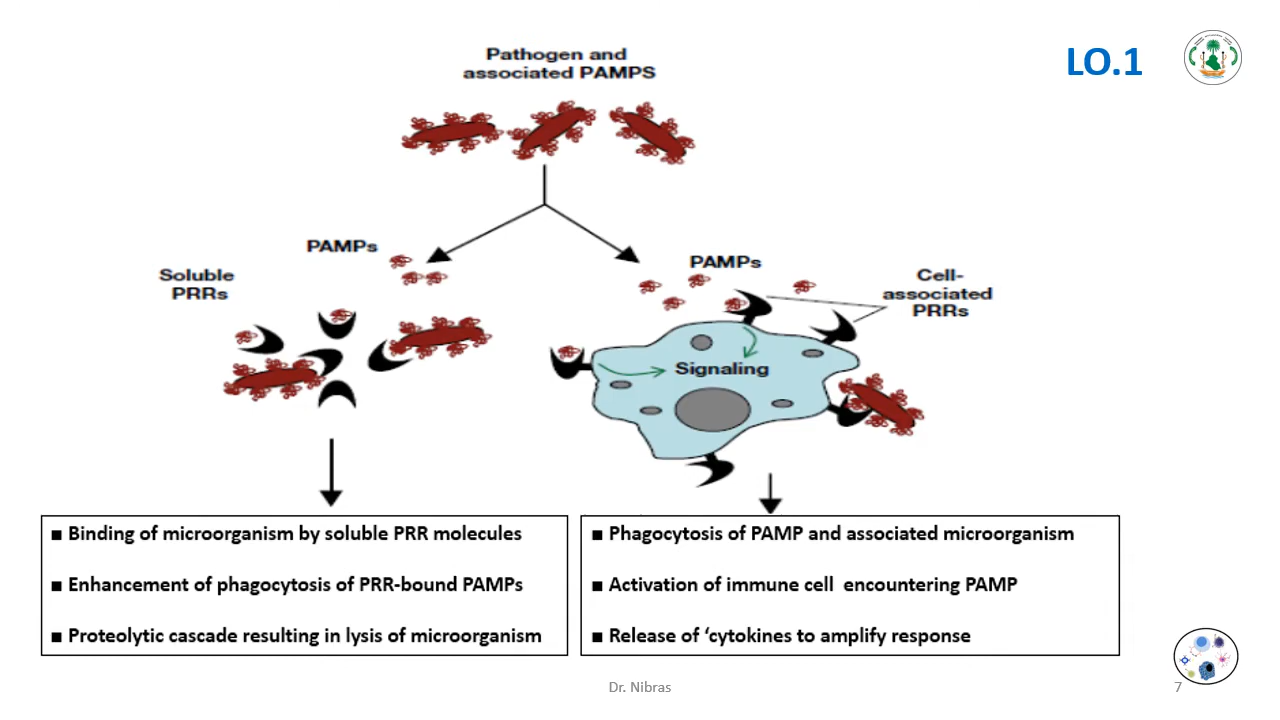 Pathogen and
associated PAMPS
LO.1
PAMPs
Soluble
PRRs
PAMPs
Cell-
associated
PRRs
Signaling
■ Binding of microorganism by soluble PRR molecules
■ Enhancement of phagocytosis of PRR-bound PAMPs
■ Proteolytic cascade resulting in lysis of microorganism
■ Phagocytosis of PAMP and associated microorganism
■ Activation of immune cell  encountering PAMP
■ Release of ‘cytokines to amplify response
Dr. Nibras
7